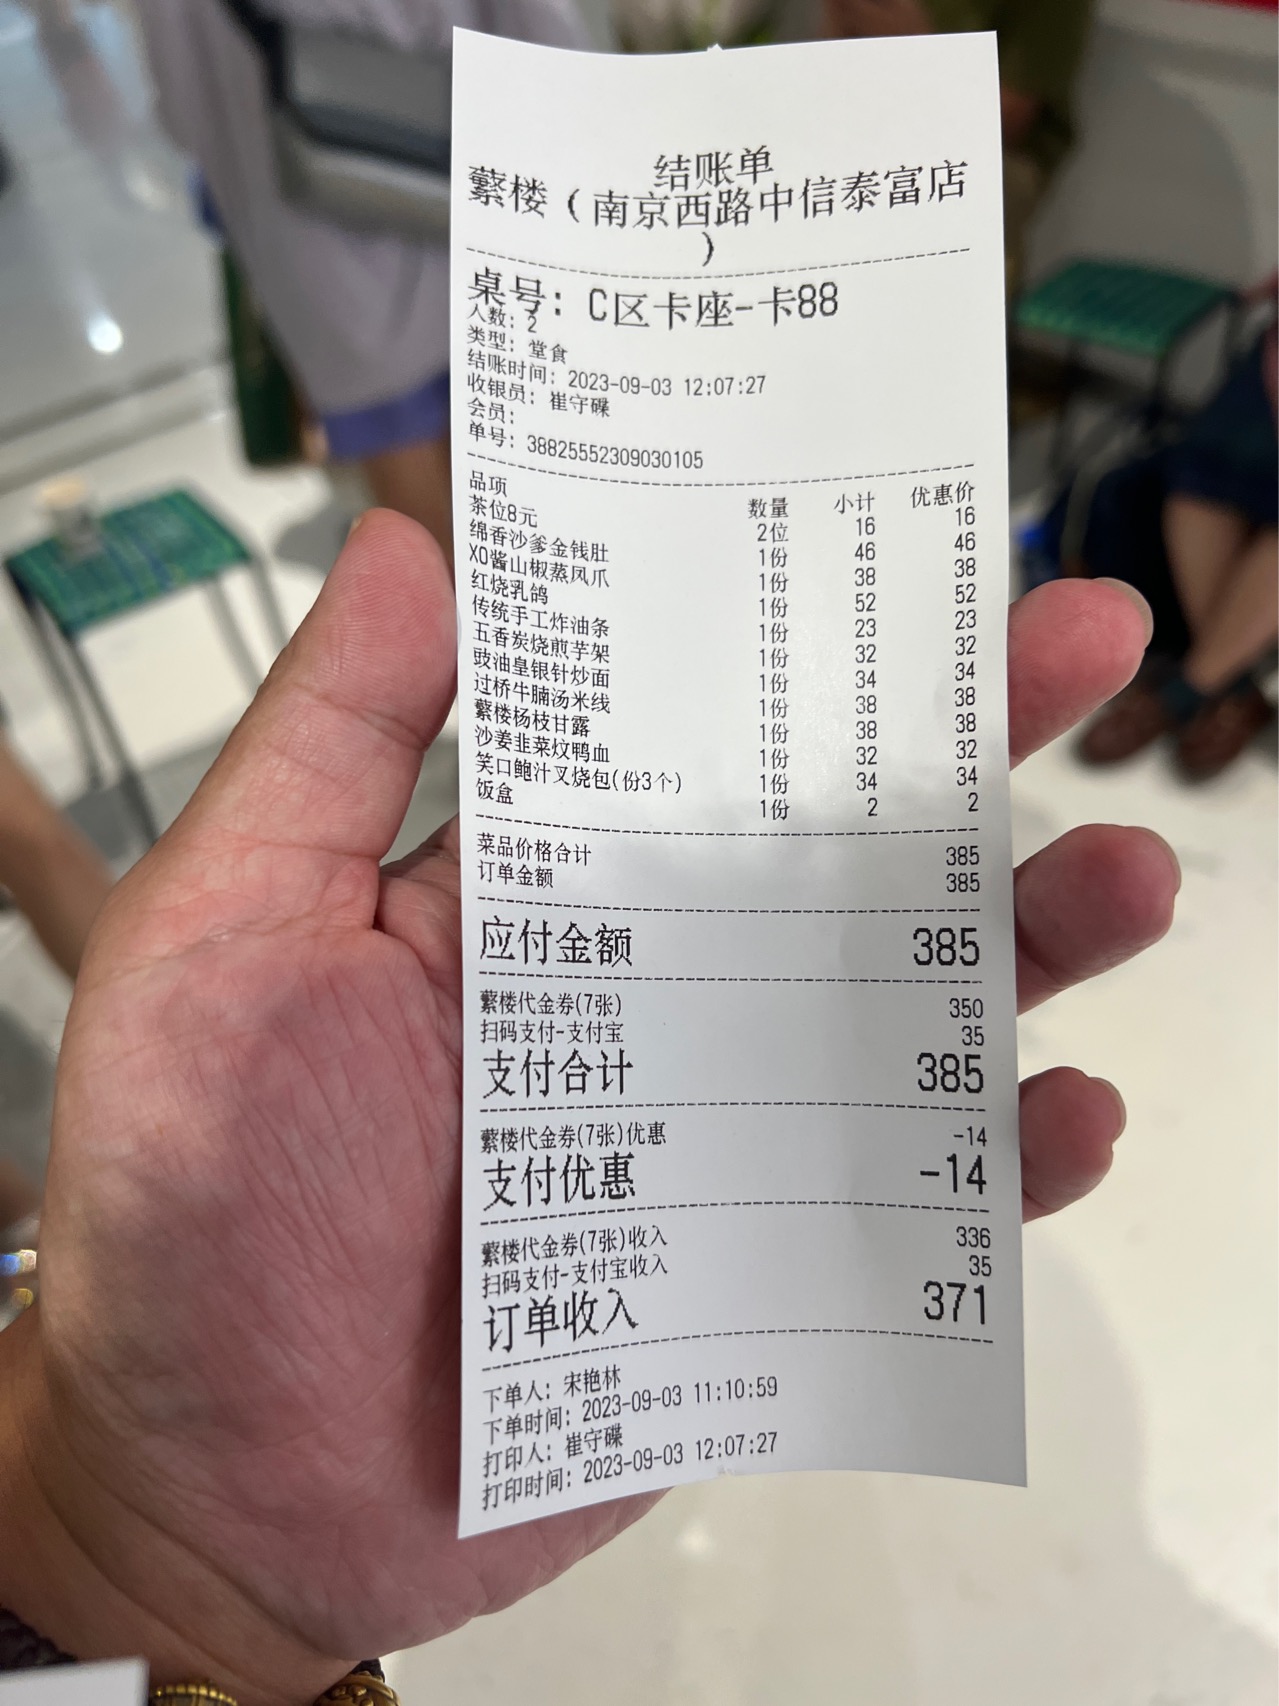 结账单
蘩楼（南京西路中信泰富店
）
桌号：C区卡座-卡88
人数：2
类型：堂食
结账时间：2023-09-03 12:07:27
收银员：崔守碟
会员：
单号：38825552309030105
品项 数量 小计 优惠价
茶位8元 2位 16 16
绵香沙爹金钱肚 1份 46 46
XO酱山椒蒸凤爪 1份 38 38
红烧乳鸽 1份 52 52
传统手工炸油条 1份 23 23
五香炭烧煎芋架 1份 32 32
豉油皇银针炒面 1份 34 34
过桥牛腩汤米线 1份 38 38
蘩楼杨枝甘露 1份 38 38
沙姜韭菜炆鸭血 1份 32 32
笑口鲍汁叉烧包(份3个) 1份 34 34
饭盒 1份 2 2
菜品价格合计 385
订单金额 385
应付金额 385
蘩楼代金券(7张) 350
扫码支付-支付宝 35
支付合计 385
蘩楼代金券(7张)优惠 -14
支付优惠 -14
蘩楼代金券(7张)收入 336
扫码支付-支付宝收入 35
订单收入 371
下单人：宋艳林
下单时间：2023-09-03 11:10:59
打印人：崔守碟
打印时间：2023-09-03 12:07:27